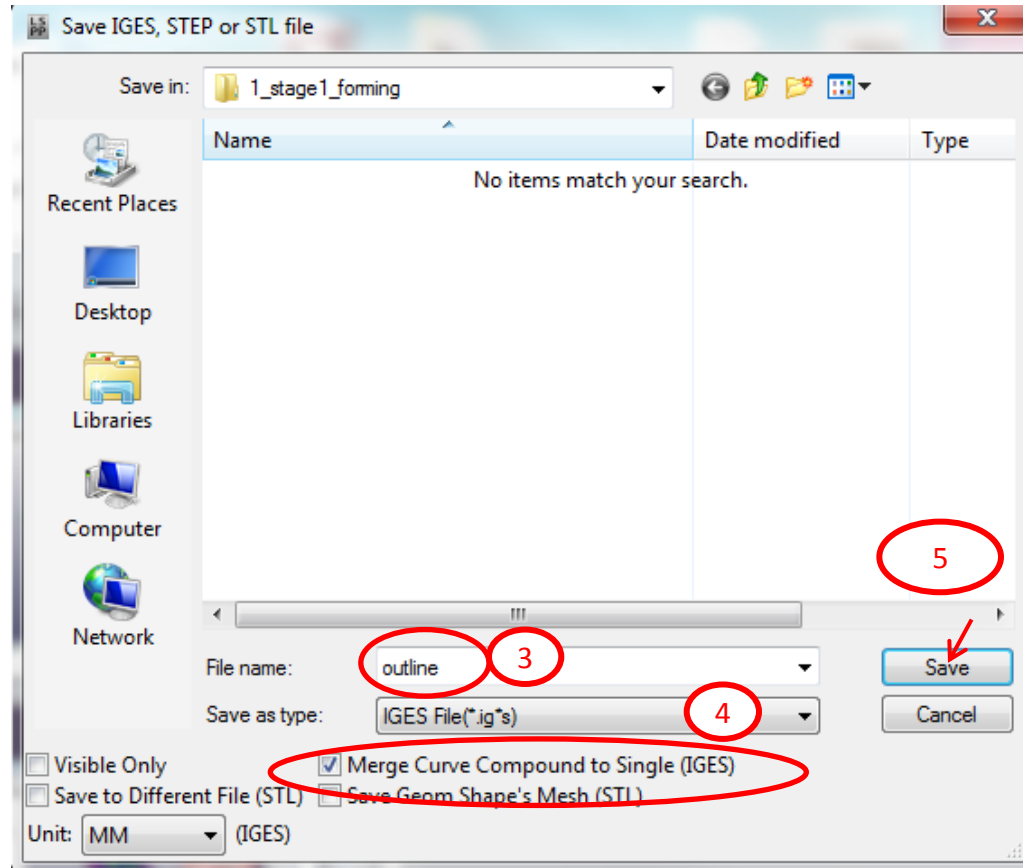 LS
PP
Save IGES, STEP or STL file
X
Save in: 1_stage1_forming
Name Date modified Type
No items match your search.
Recent Places
Desktop
Libraries
Computer
Network
5
File name: outline 3 Save
Save as type: IGES File(*.ig*s) 4 Cancel
Visible Only Merge Curve Compound to Single (IGES)
Save to Different File (STL) Save Geom Shape's Mesh (STL)
Unit: MM (IGES)